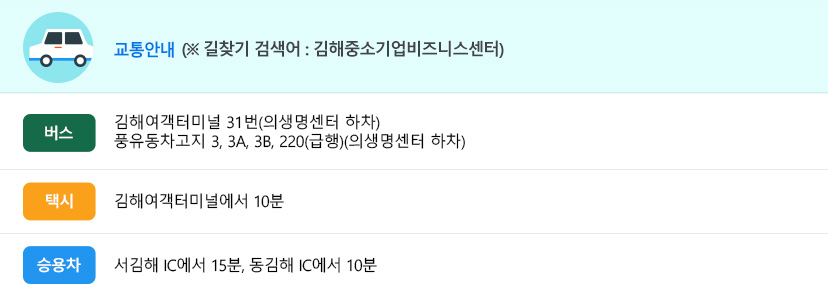 교통안내 (※ 길찾기 검색어 : 김해중소기업비즈니스센터)
버스
김해여객터미널 31번(의생명센터 하차)
풍유동차고지 3, 3A, 3B, 220(급행)(의생명센터 하차)
택시
김해여객터미널에서 10분
승용차
서김해 IC에서 15분, 동김해 IC에서 10분